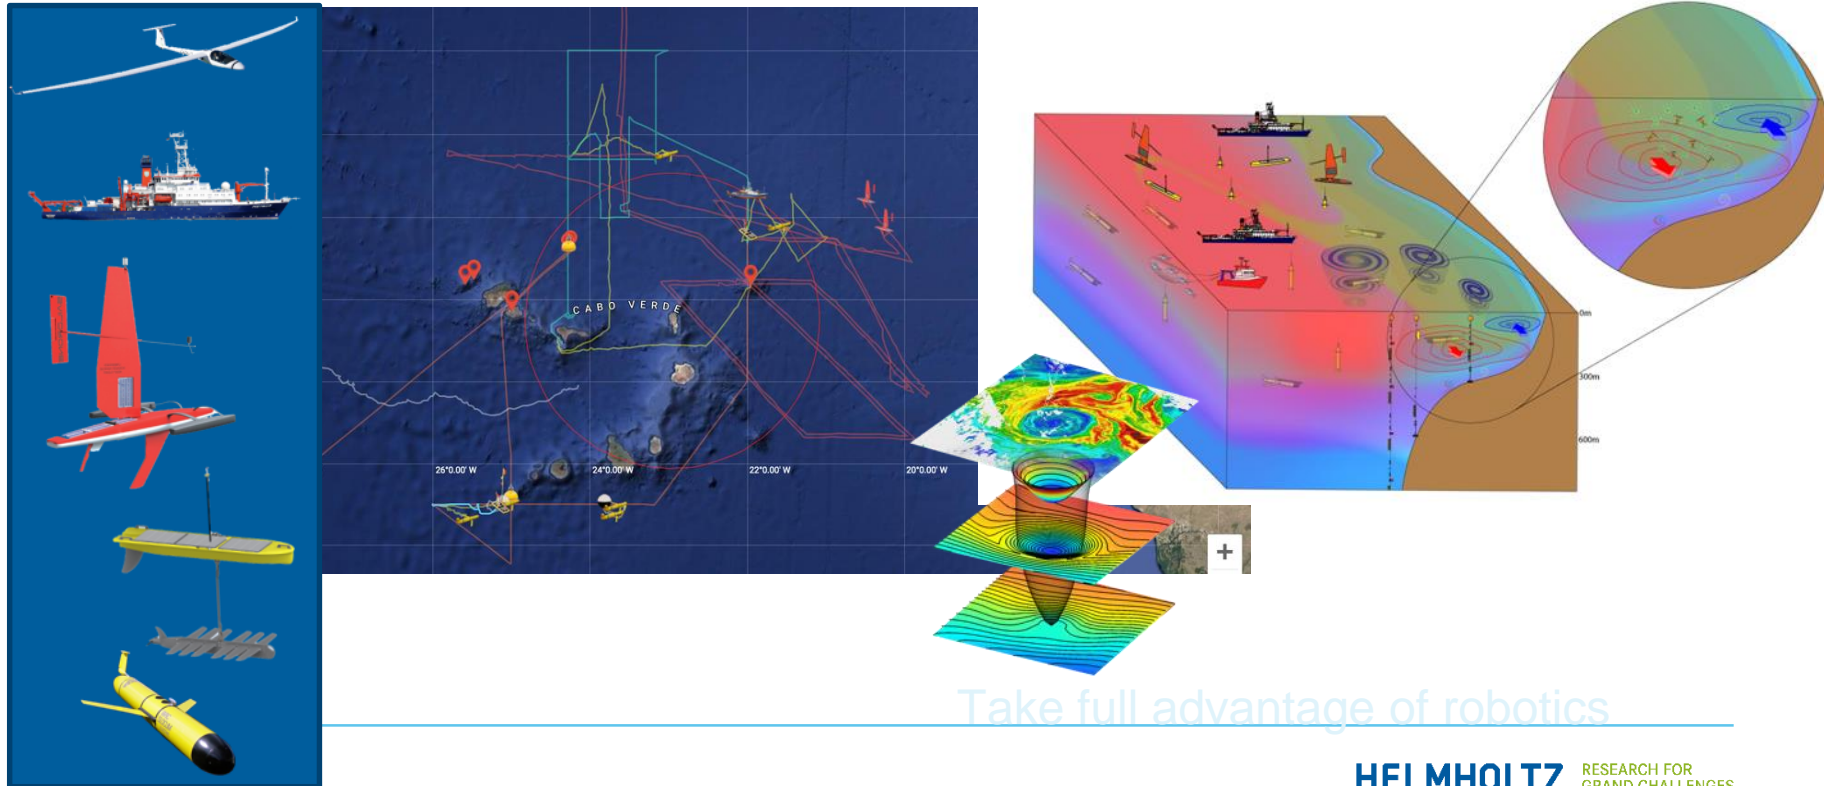 CABO VERDE
26°0.00' W
24°0.00' W
22°0.00' W
20°0.00' W
0m
300m
600m
+
Take full advantage of robotics
HELMHOLTZ
RESEARCH FOR
GRAND CHALLENGES